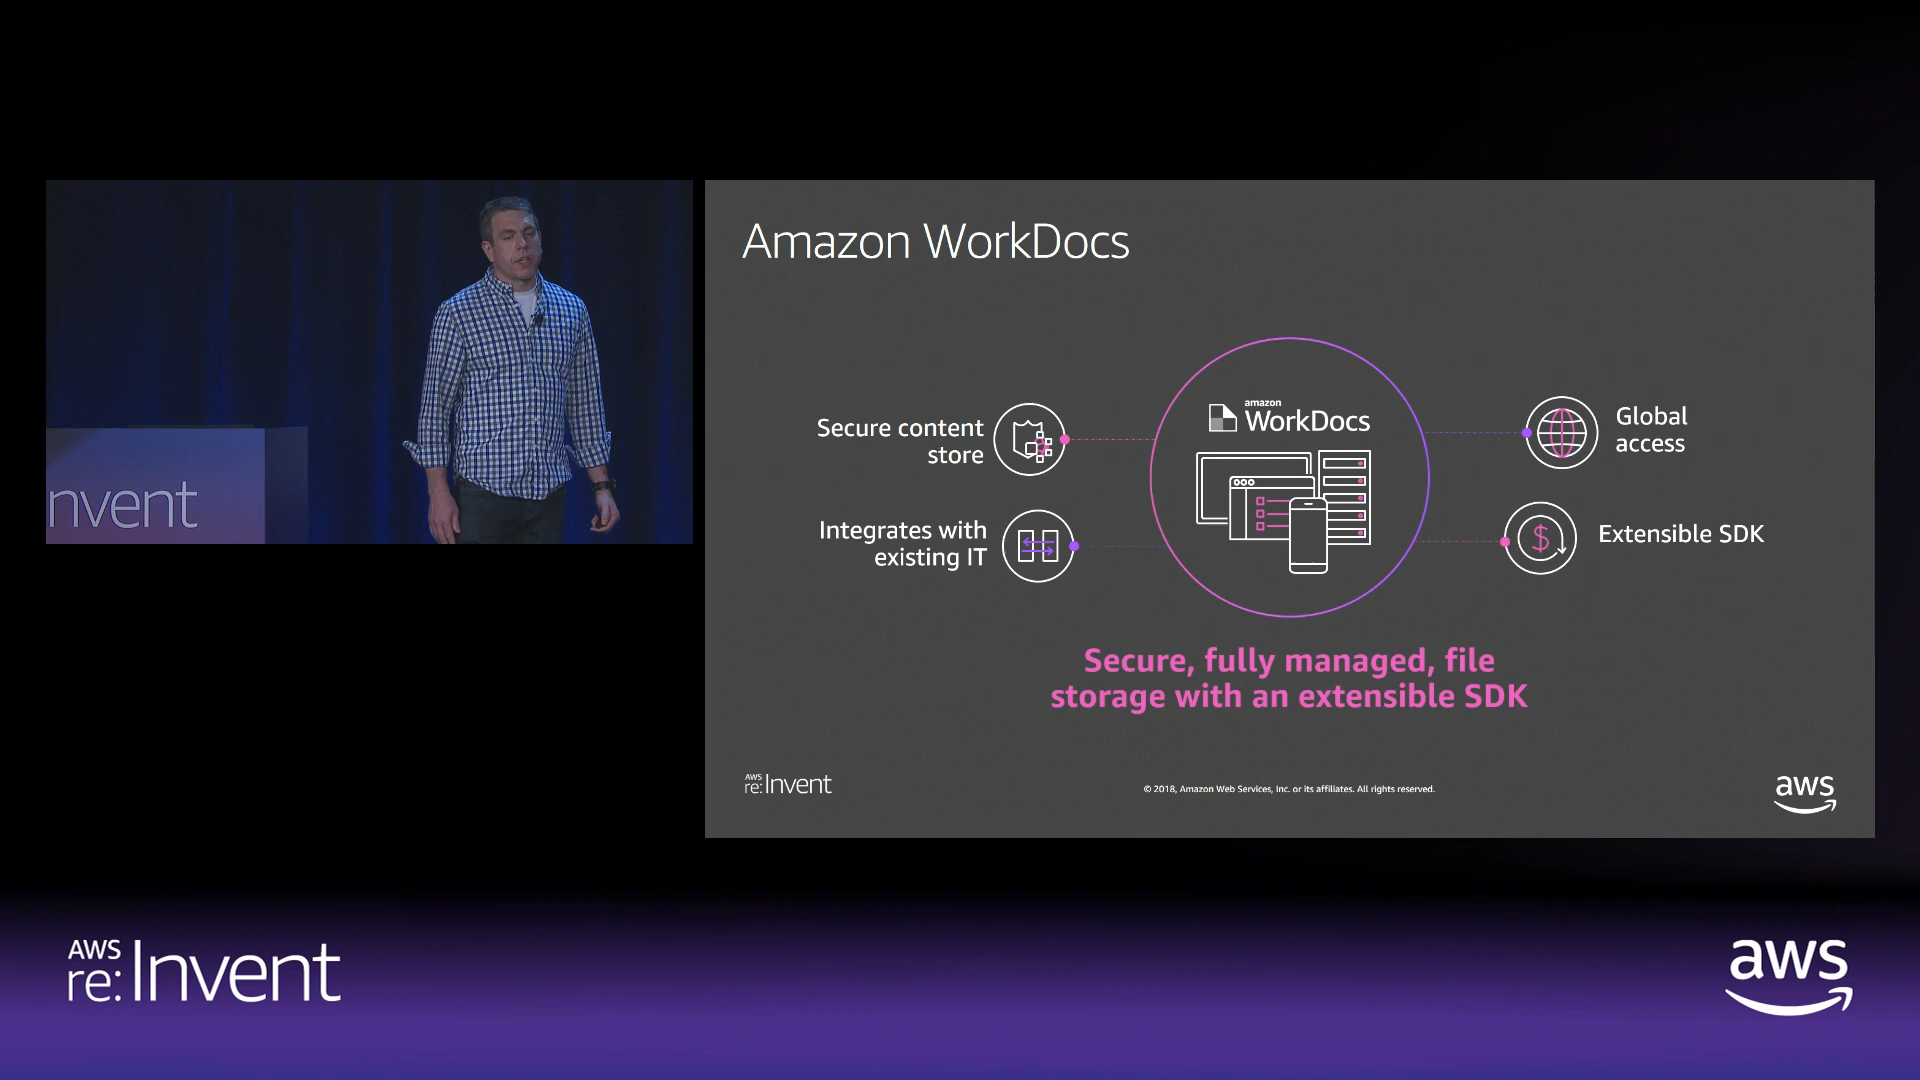 nvent
Amazon WorkDocs
Secure content
store
Integrates with
existing IT
amazon
WorkDocs
Global
access
$
Extensible SDK
Secure, fully managed, file
storage with an extensible SDK
AWS
re:Invent
© 2018, Amazon Web Services, Inc. or its affiliates. All rights reserved.
aws
AWS
re:Invent
aws